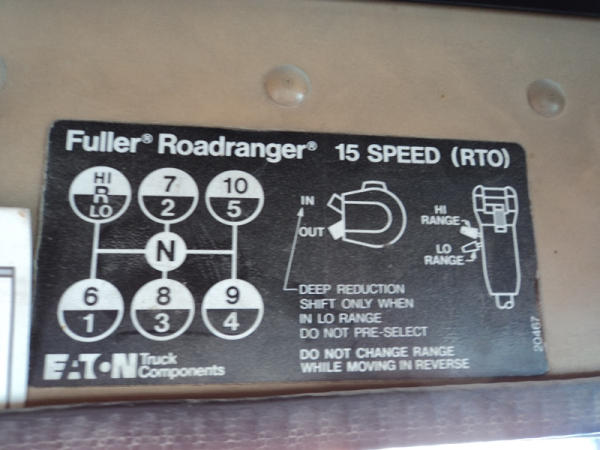 Fuller® Roadranger® 15 SPEED (RTO)
HI
R
LO
7
2
10
5
N
6
1
8
3
9
4
IN
OUT
HI
RANGE
LO
RANGE
DEEP REDUCTION
SHIFT ONLY WHEN
IN LO RANGE
DO NOT PRE-SELECT
DO NOT CHANGE RANGE
WHILE MOVING IN REVERSE
EATON Truck
Components
20467